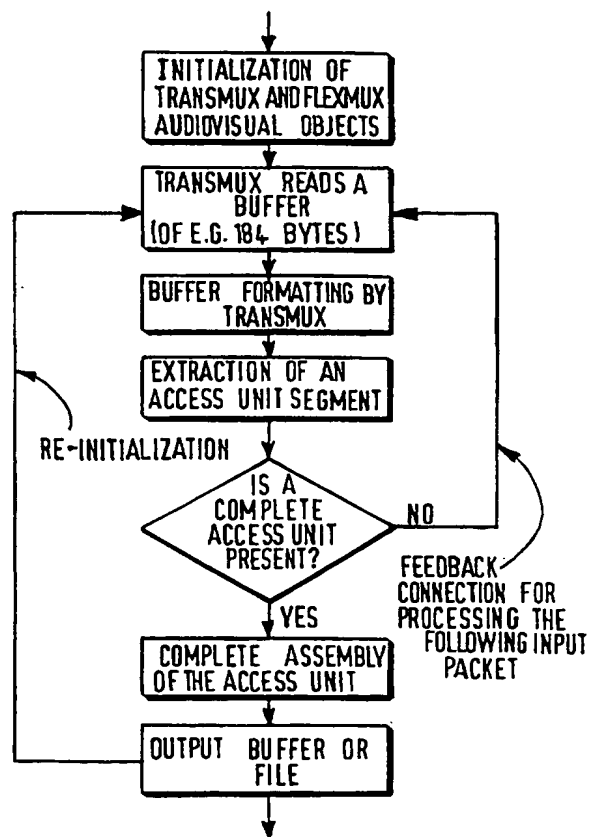 INITIALIZATION OF
TRANSMUX AND FLEXMUX
AUDIOVISUAL OBJECTS
TRANSMUX READS A
BUFFER
(OF E.G. 184 BYTES)
BUFFER FORMATTING BY
TRANSMUX
EXTRACTION OF AN
ACCESS UNIT SEGMENT
RE-INITIALIZATION
IS A
COMPLETE
ACCESS UNIT
PRESENT?
NO
FEEDBACK
CONNECTION FOR
PROCESSING THE
FOLLOWING INPUT
PACKET
YES
COMPLETE ASSEMBLY
OF THE ACCESS UNIT
OUTPUT BUFFER OR
FILE